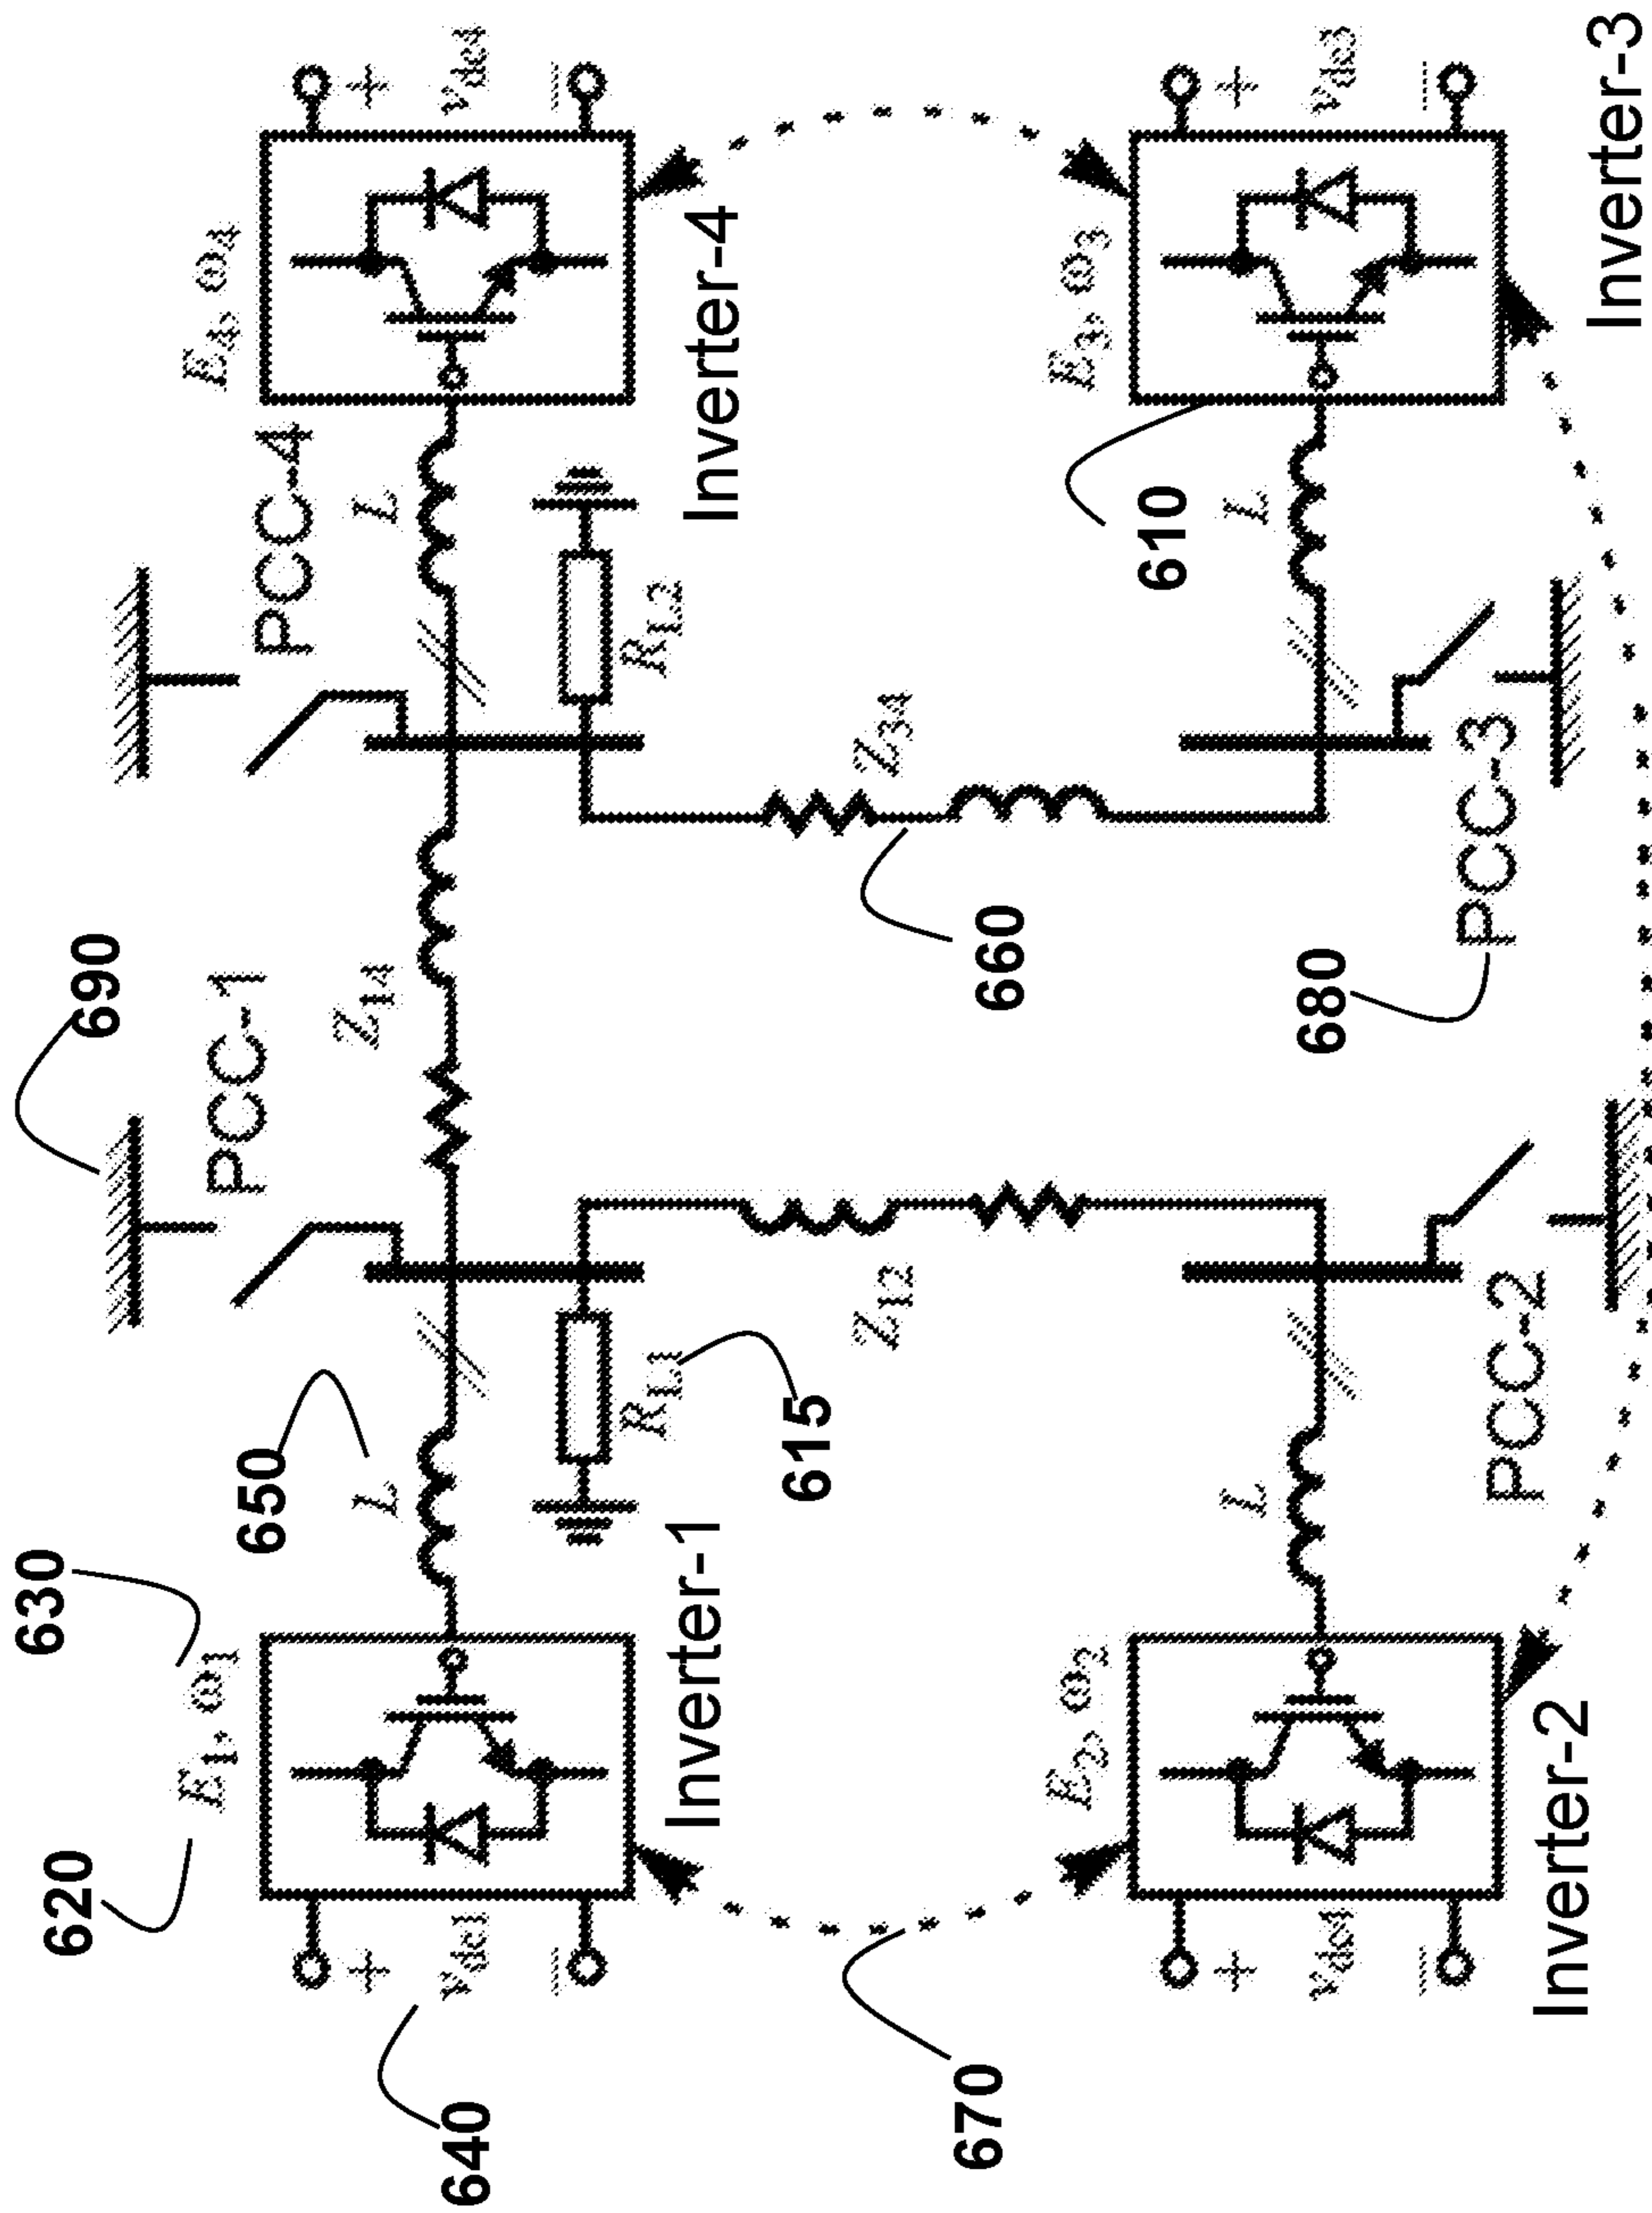 630
620
690
E1, ω1
E4, ω4
PCC-1
650
PCC-4
Z14
+
L
L
+
640
vdc1
vdc4
−
−
RL1
RL2
Inverter-1
Inverter-4
615
Z12
Z34
670
660
E2, ω2
E3, ω3
610
+
L
L
+
680
vdc3
−
−
PCC-2
PCC-3
Inverter-2
Inverter-3